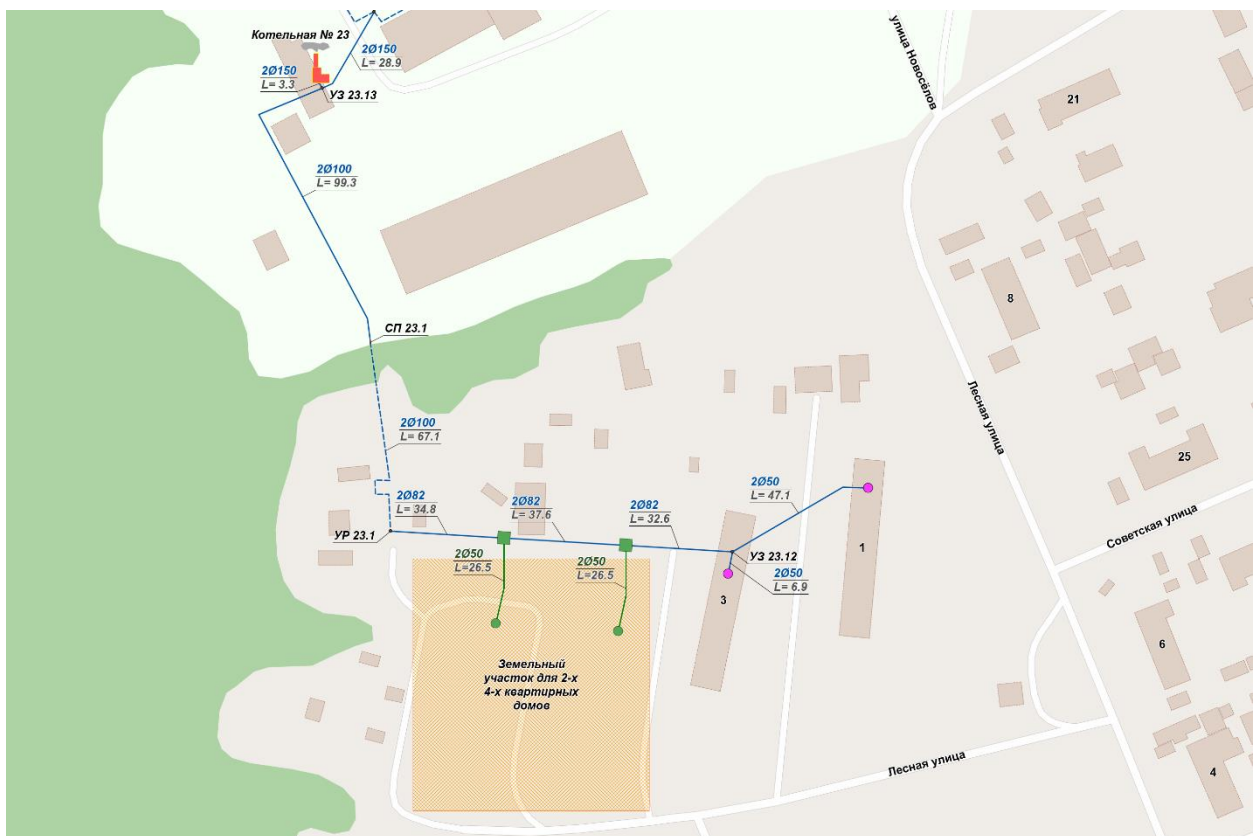 Котельная № 23
2Ø150
L= 28.9
2Ø150
L= 3.3
УЗ 23.13
улица Новосёлов
21
2Ø100
L= 99.3
8
СП 23.1
Лесная улица
2Ø100
L= 67.1
25
2Ø82
L= 34.8
2Ø82
L= 37.6
2Ø82
L= 32.6
2Ø50
L= 47.1
УР 23.1
УЗ 23.12
1
Советская улица
2Ø50
L=26.5
2Ø50
L=26.5
2Ø50
L= 6.9
3
6
Земельный
участок для 2-х
4-х квартирных
домов
Лесная улица
4